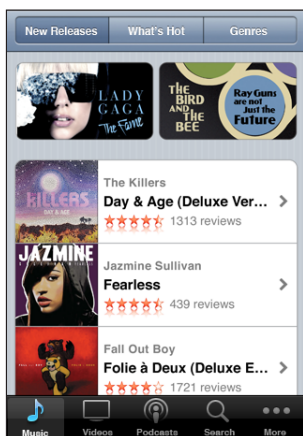 New Releases What's Hot Genres
LADY
GAGA
The Fame
THE
BIRD
AND
THE
BEE
Ray Guns
are not
Just the
Future
The Killers
KILLERS
DAY & AGE
Day & Age (Deluxe Ver...
1313 reviews
JAZMINE
Jazmine Sullivan
Fearless
439 reviews
Fall Out Boy
Folie à Deux (Deluxe E...
1721 reviews
Music Videos Podcasts Search More